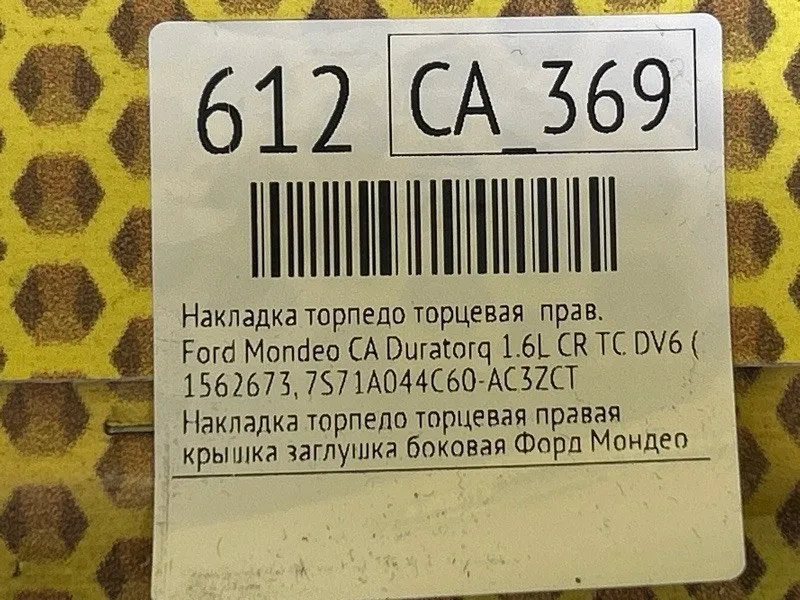 612 CA_369
Накладка торпедо торцевая прав.
Ford Mondeo CA Duratorq 1.6L CR TC DV6 (
1562673, 7S71A044C60-AC3ZCT
Накладка торпедо торцевая правая
крышка заглушка боковая Форд Мондео